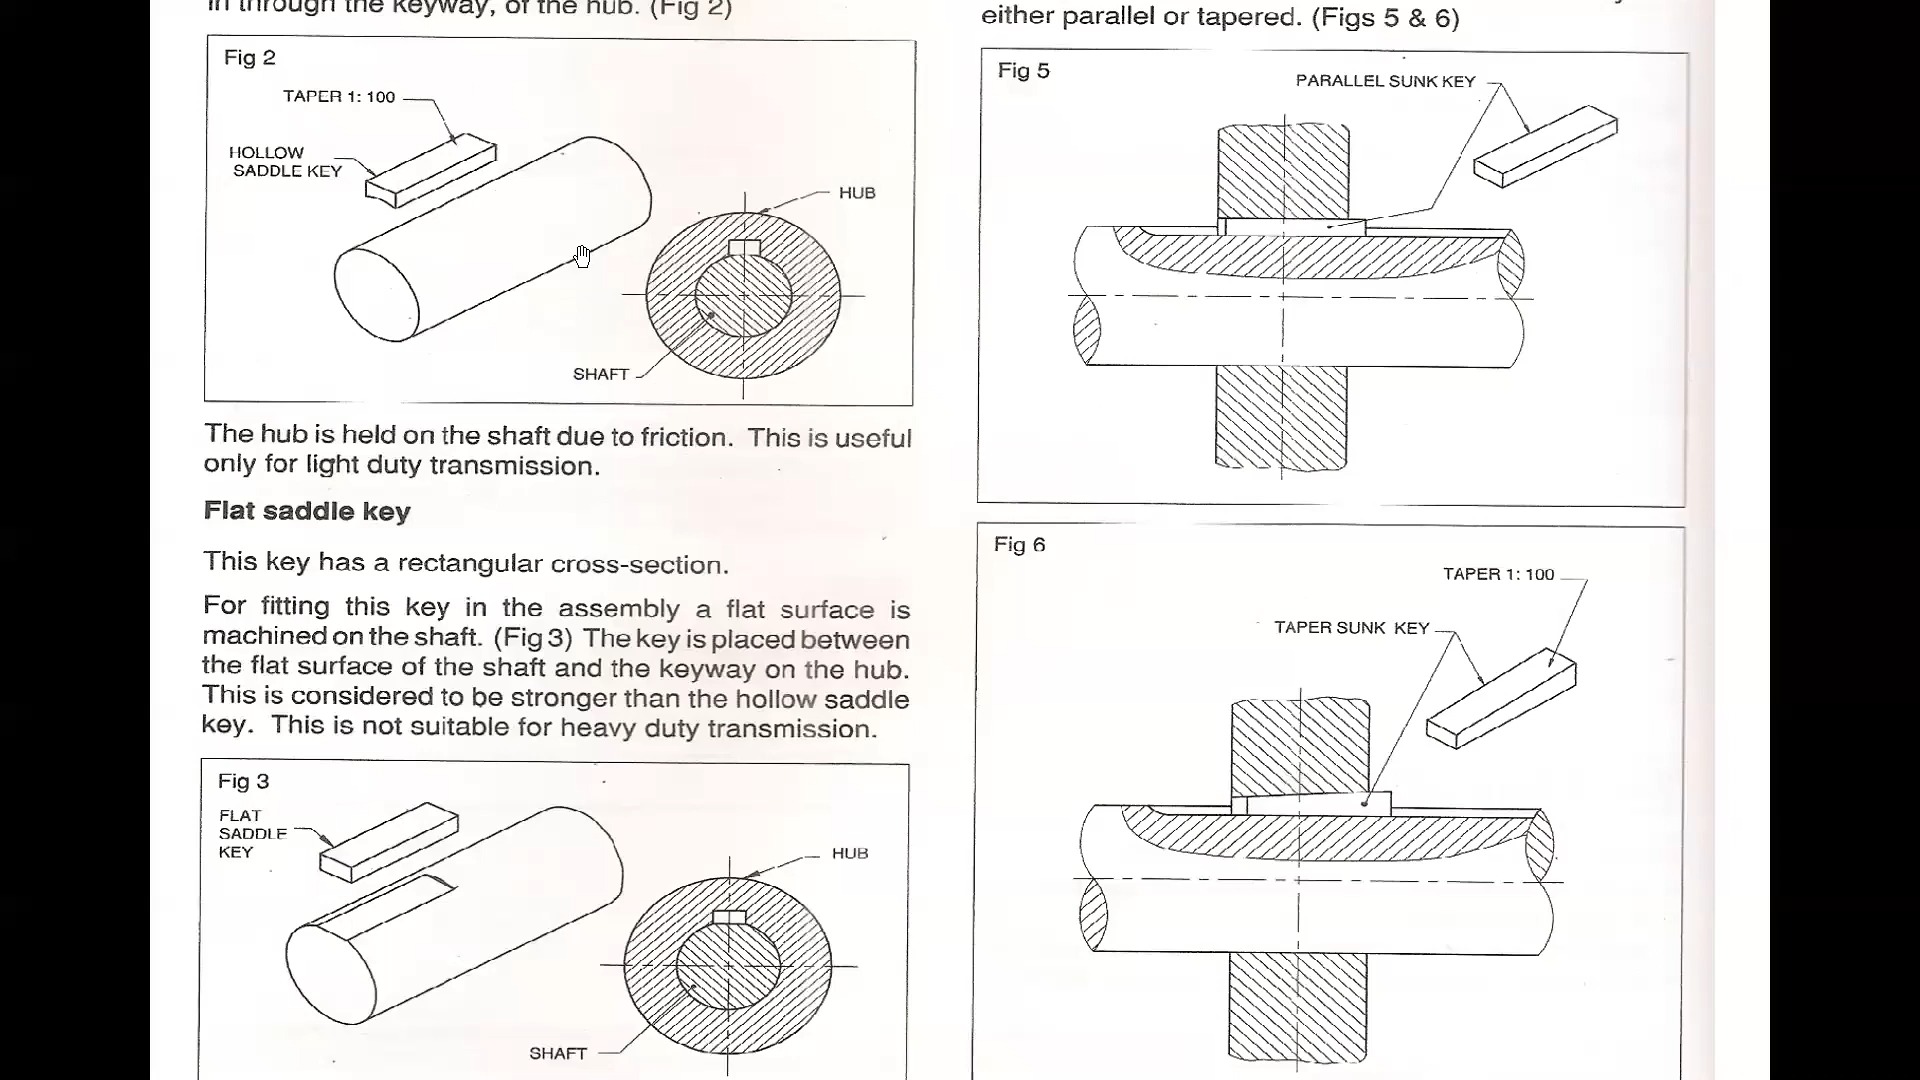 in through the keyway, of the hub. (Fig 2)
Fig 2
TAPER 1: 100
HOLLOW
SADDLE KEY
HUB
SHAFT
The hub is held on the shaft due to friction. This is useful
only for light duty transmission.
Flat saddle key
This key has a rectangular cross-section.
For fitting this key in the assembly a flat surface is
machined on the shaft. (Fig 3) The key is placed between
the flat surface of the shaft and the keyway on the hub.
This is considered to be stronger than the hollow saddle
key. This is not suitable for heavy duty transmission.
Fig 3
FLAT
SADDLE
KEY
HUB
SHAFT
either parallel or tapered. (Figs 5 & 6)
Fig 5
PARALLEL SUNK KEY
Fig 6
TAPER 1: 100
TAPER SUNK KEY